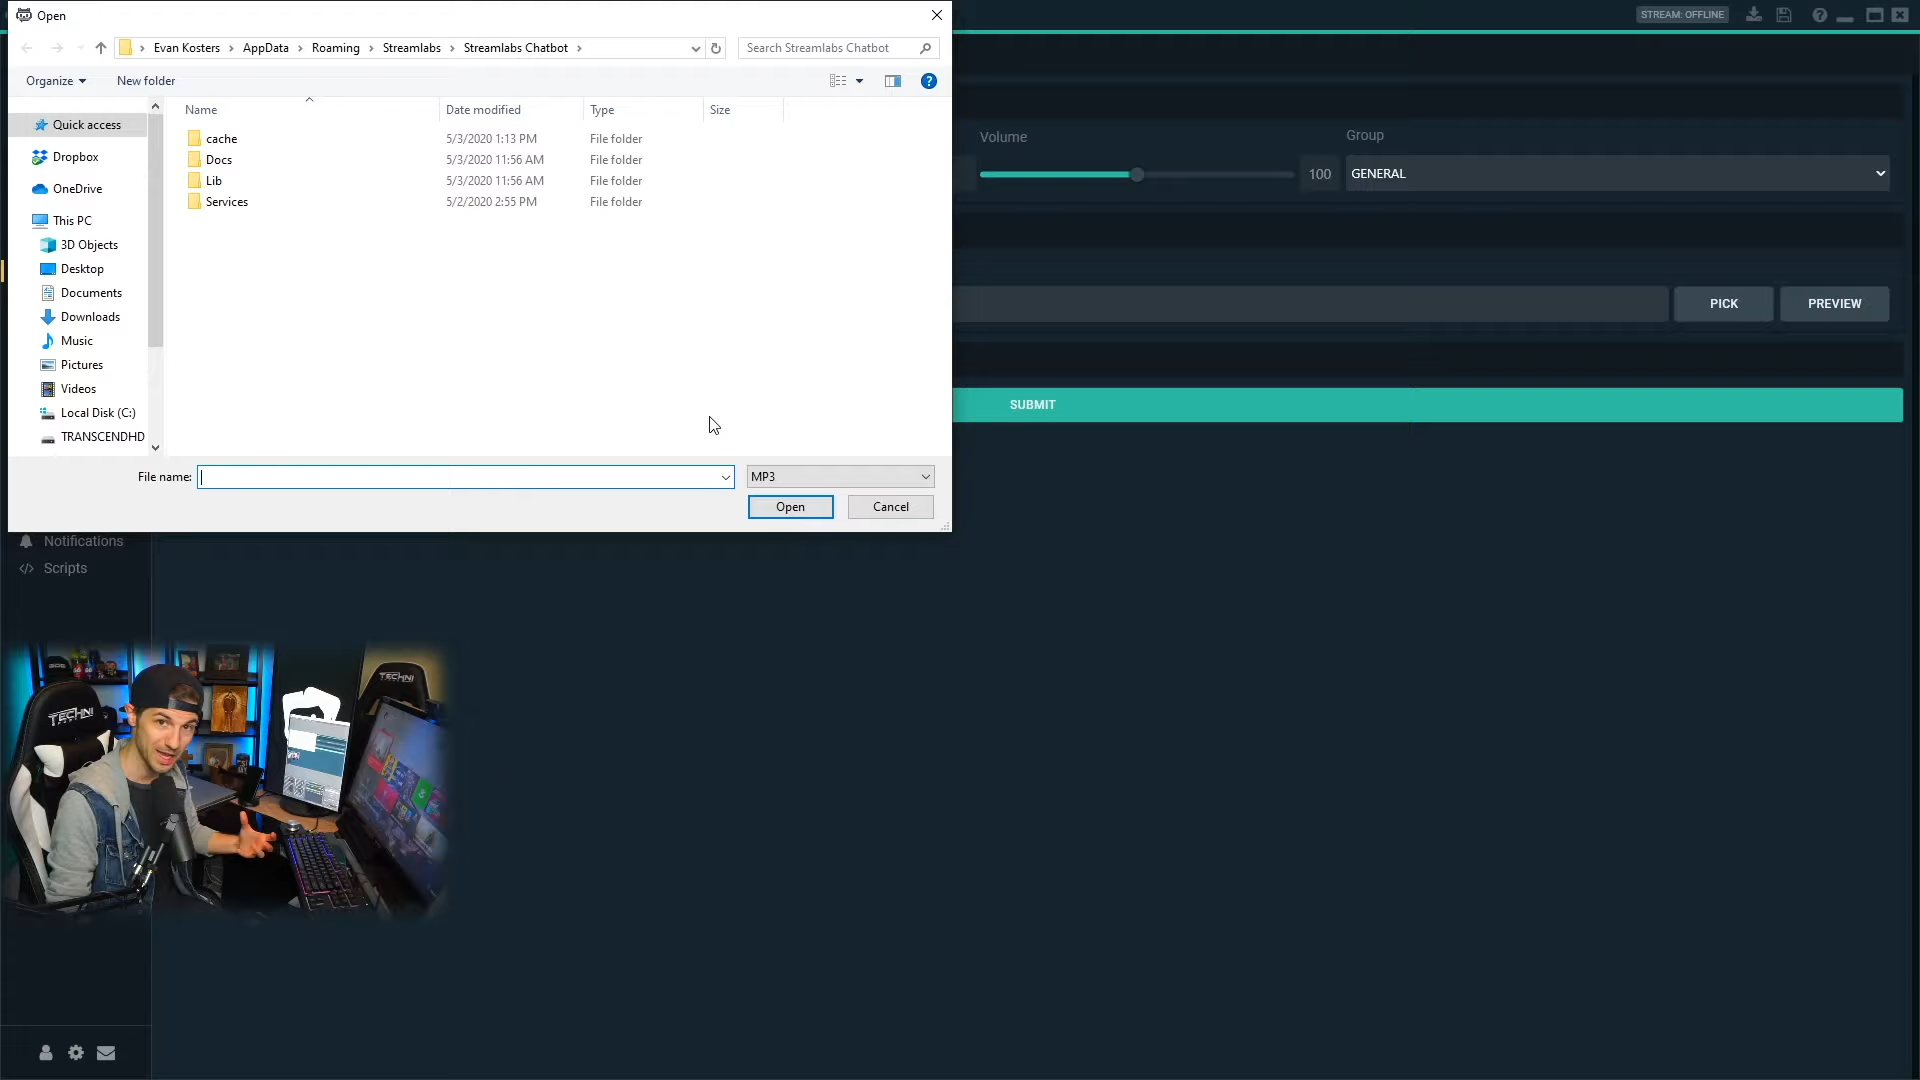 Open
STREAM: OFFLINE
Evan Kosters > AppData > Roaming > Streamlabs > Streamlabs Chatbot >
Search Streamlabs Chatbot
Organize
New folder
Name
Date modified
Type
Size
Quick access
Dropbox
OneDrive
This PC
3D Objects
Desktop
Documents
Downloads
Music
Pictures
Videos
Local Disk (C:)
TRANSCENDHD
cache 5/3/2020 1:13 PM File folder
Docs 5/3/2020 11:56 AM File folder
Lib 5/3/2020 11:56 AM File folder
Services 5/2/2020 2:55 PM File folder
File name:
MP3
Open
Cancel
Volume
100
Group
GENERAL
PICK
PREVIEW
SUBMIT
Notifications
Scripts
TECHNI
TECHNI